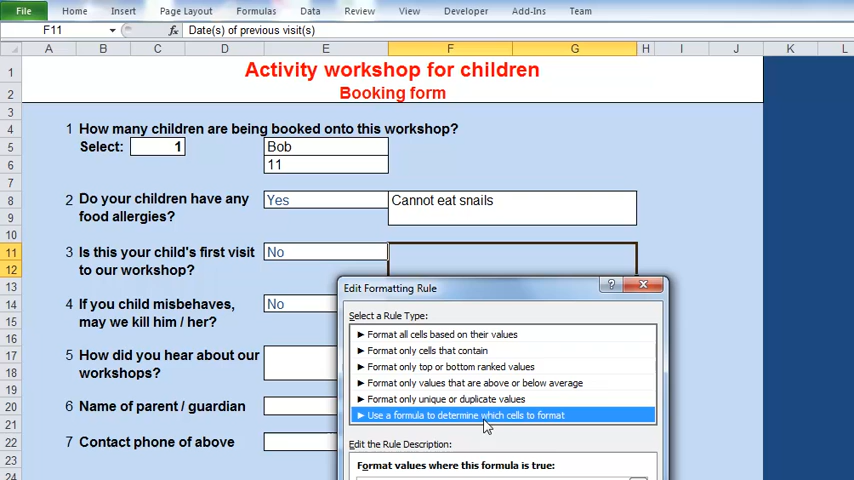 File Home Insert Page Layout Formulas Data Review View Developer Add-Ins Team
F11 fx Date(s) of previous visit(s)
A B C D E F G H I J K L
1 Activity workshop for children
2 Booking form
3
4 1 How many children are being booked onto this workshop?
5 Select: 1 Bob
6 11
7
8 2 Do your children have any Yes Cannot eat snails
9 food allergies?
10
11 3 Is this your child's first visit No
12 to our workshop?
13 Edit Formatting Rule ?
14 4 If you child misbehaves, No
15 may we kill him / her?
Select a Rule Type:
16
► Format all cells based on their values
17 5 How did you hear about our
► Format only cells that contain
18 workshops?
► Format only top or bottom ranked values
19
► Format only values that are above or below average
► Format only unique or duplicate values
20 6 Name of parent / guardian
► Use a formula to determine which cells to format
21
22 7 Contact phone of above
Edit the Rule Description:
23
Format values where this formula is true:
24